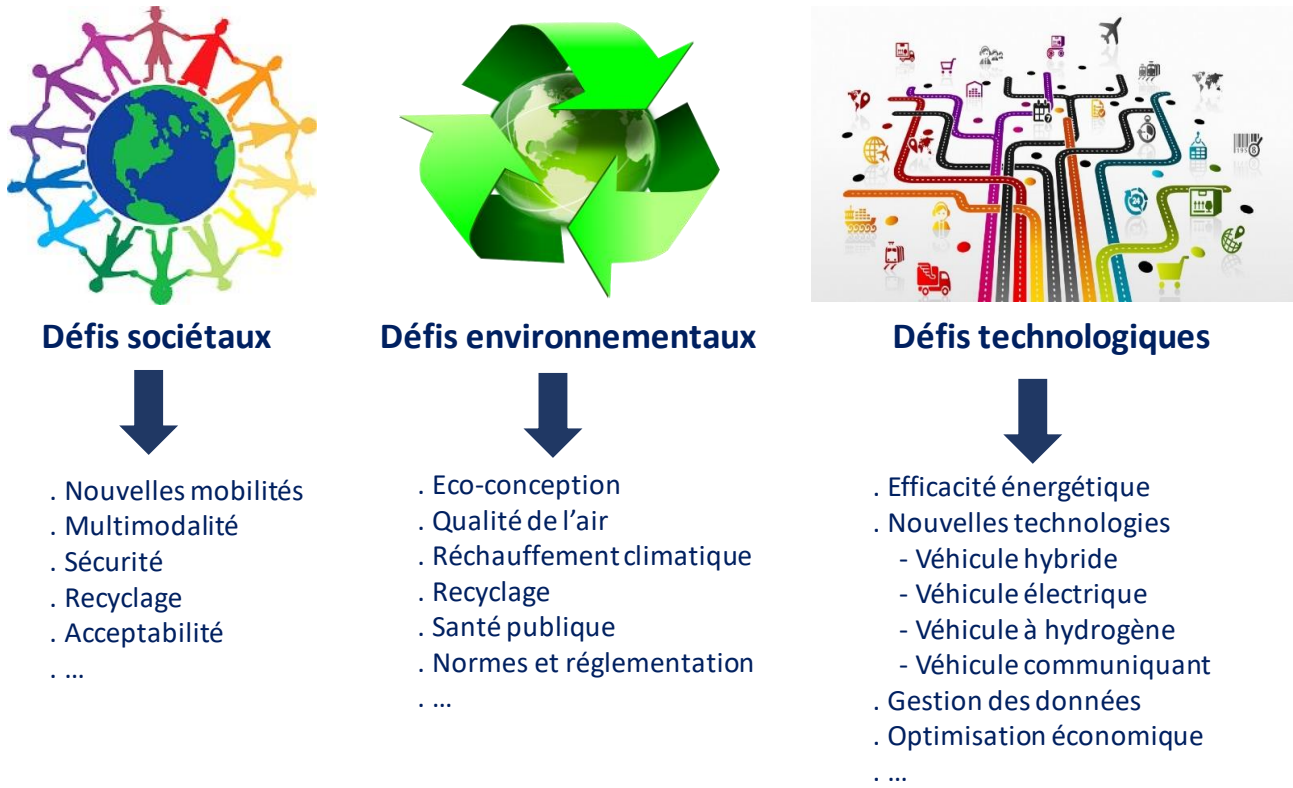 Défis sociétaux
. Nouvelles mobilités
. Multimodalité
. Sécurité
. Recyclage
. Acceptabilité
. …
Défis environnementaux
. Eco-conception
. Qualité de l’air
. Réchauffement climatique
. Recyclage
. Santé publique
. Normes et réglementation
. …
Défis technologiques
. Efficacité énergétique
. Nouvelles technologies
- Véhicule hybride
- Véhicule électrique
- Véhicule à hydrogène
- Véhicule communiquant
. Gestion des données
. Optimisation économique
. …